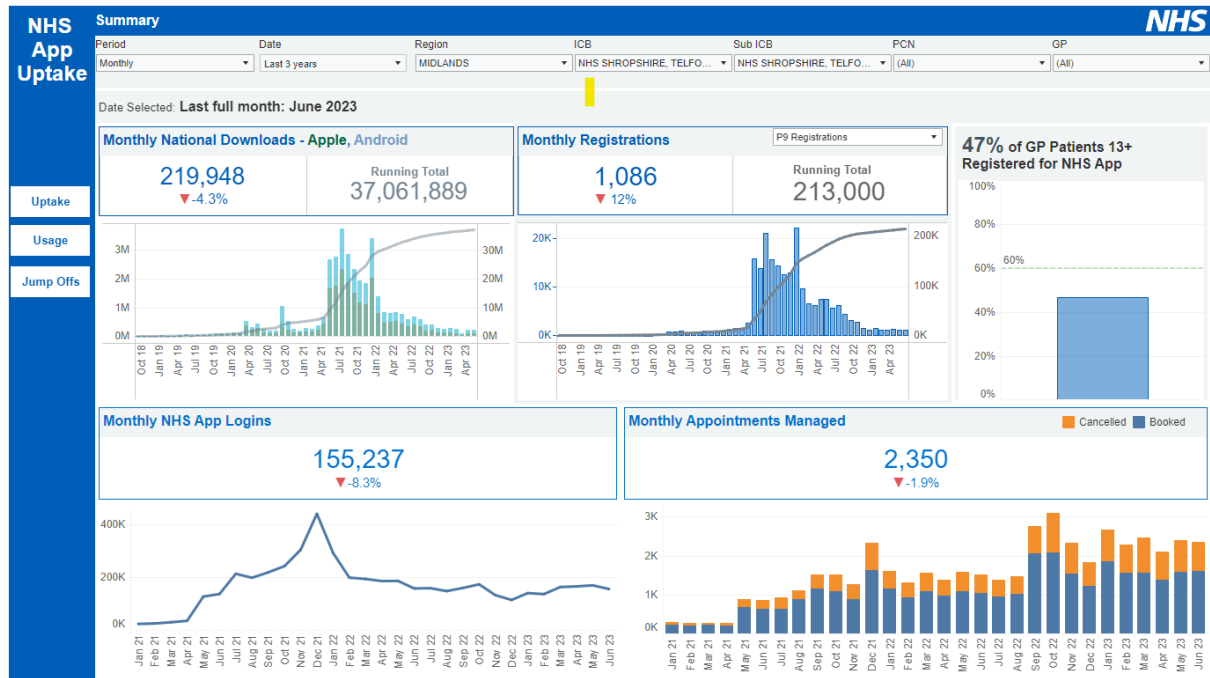 NHS
App
Uptake
Summary
NHS
Period
Date
Region
ICB
Sub ICB
PCN
GP
Monthly
Last 3 years
MIDLANDS
NHS SHROPSHIRE, TELFO...
NHS SHROPSHIRE, TELFO...
(All)
(All)
Date Selected: Last full month: June 2023
Uptake
Usage
Jump Offs
Monthly National Downloads - Apple, Android
219,948
▼-4.3%
Running Total
37,061,889
3M
2M
1M
0M
30M
20M
10M
0M
Oct 18
Jan 19
Apr 19
Jul 19
Oct 19
Jan 20
Apr 20
Jul 20
Oct 20
Jan 21
Apr 21
Jul 21
Oct 21
Jan 22
Apr 22
Jul 22
Oct 22
Jan 23
Apr 23
Monthly Registrations
P9 Registrations
1,086
▼ 12%
Running Total
213,000
20K
10K
0K
200K
100K
0K
Oct 18
Jan 19
Apr 19
Jul 19
Oct 19
Jan 20
Apr 20
Jul 20
Oct 20
Jan 21
Apr 21
Jul 21
Oct 21
Jan 22
Apr 22
Jul 22
Oct 22
Jan 23
Apr 23
47% of GP Patients 13+
Registered for NHS App
100%
80%
60%
60%
40%
20%
0%
Monthly NHS App Logins
155,237
▼-8.3%
400K
200K
0K
Jan 21
Feb 21
Mar 21
Apr 21
May 21
Jun 21
Jul 21
Aug 21
Sep 21
Oct 21
Nov 21
Dec 21
Jan 22
Feb 22
Mar 22
Apr 22
May 22
Jun 22
Jul 22
Aug 22
Sep 22
Oct 22
Nov 22
Dec 22
Jan 23
Feb 23
Mar 23
Apr 23
May 23
Jun 23
Monthly Appointments Managed
Cancelled
Booked
2,350
▼-1.9%
3K
2K
1K
0K
Jan 21
Feb 21
Mar 21
Apr 21
May 21
Jun 21
Jul 21
Aug 21
Sep 21
Oct 21
Nov 21
Dec 21
Jan 22
Feb 22
Mar 22
Apr 22
May 22
Jun 22
Jul 22
Aug 22
Sep 22
Oct 22
Nov 22
Dec 22
Jan 23
Feb 23
Mar 23
Apr 23
May 23
Jun 23